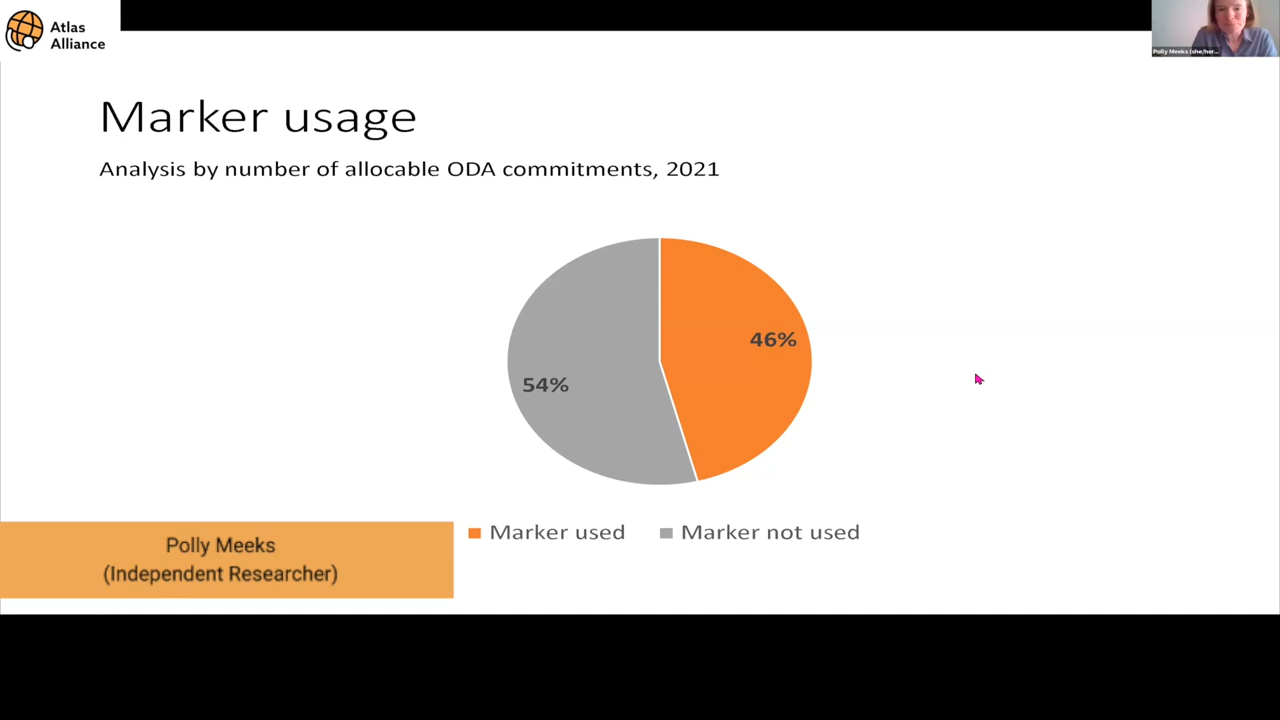 Atlas
Alliance
Polly Meeks (she/her...
Marker usage
Analysis by number of allocable ODA commitments, 2021
46%
54%
Marker used
Marker not used
Polly Meeks
(Independent Researcher)